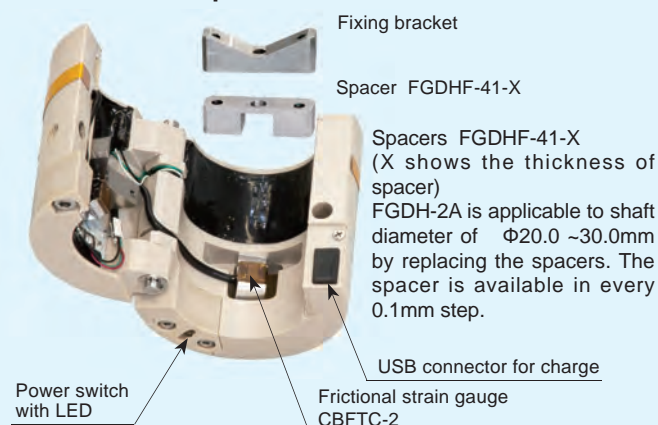 Fixing bracket
Spacer FGDHF-41-X
Spacers FGDHF-41-X
(X shows the thickness of
spacer)
FGDH-2A is applicable to shaft
diameter of Φ20.0 ~30.0mm
by replacing the spacers. The
spacer is available in every
0.1mm step.
USB connector for charge
Power switch
with LED
Frictional strain gauge
CBFTC-2